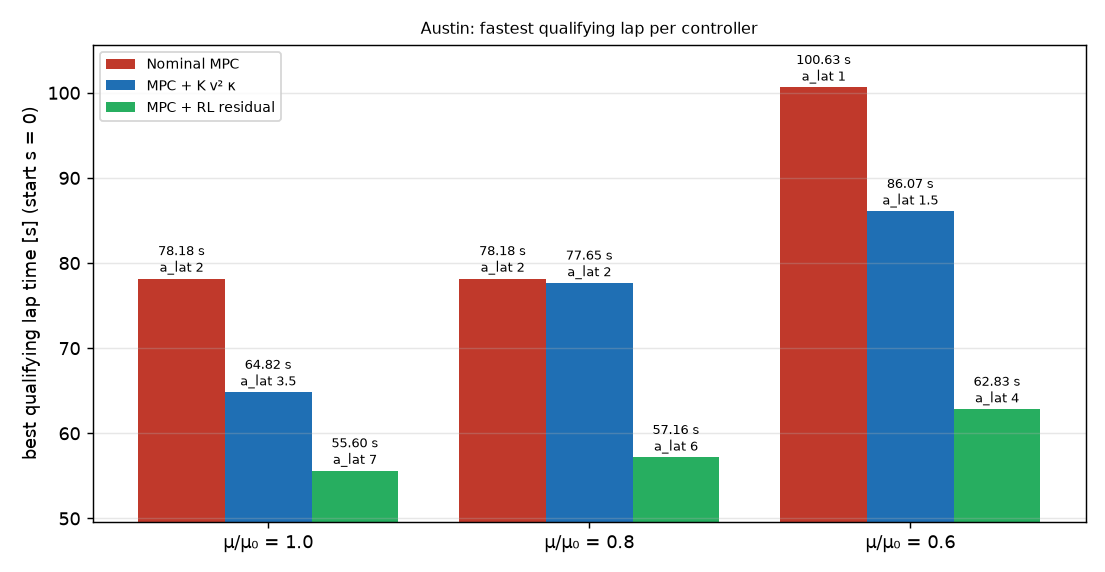 Austin: fastest qualifying lap per controller
Nominal MPC
MPC + K v² κ
MPC + RL residual
best qualifying lap time [s] (start s = 0)
100
90
80
70
60
50
78.18 s
a_lat 2
64.82 s
a_lat 3.5
55.60 s
a_lat 7
78.18 s
a_lat 2
77.65 s
a_lat 2
57.16 s
a_lat 6
100.63 s
a_lat 1
86.07 s
a_lat 1.5
62.83 s
a_lat 4
μ/μ₀ = 1.0
μ/μ₀ = 0.8
μ/μ₀ = 0.6